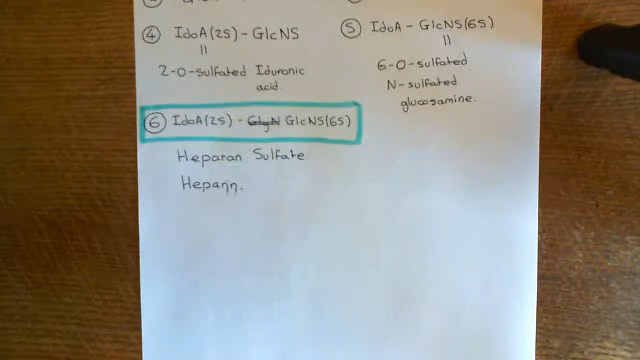 ④ IdoA(2S) - GlcNS
||
2-O-sulfated Iduronic
acid.
⑤ IdoA - GlcNS(6S)
||
6-O-sulfated
N-sulfated
glucosamine.
⑥ IdoA(2S) - GlyN GlcNS(6S)
Heparan Sulfate.
Heparin.